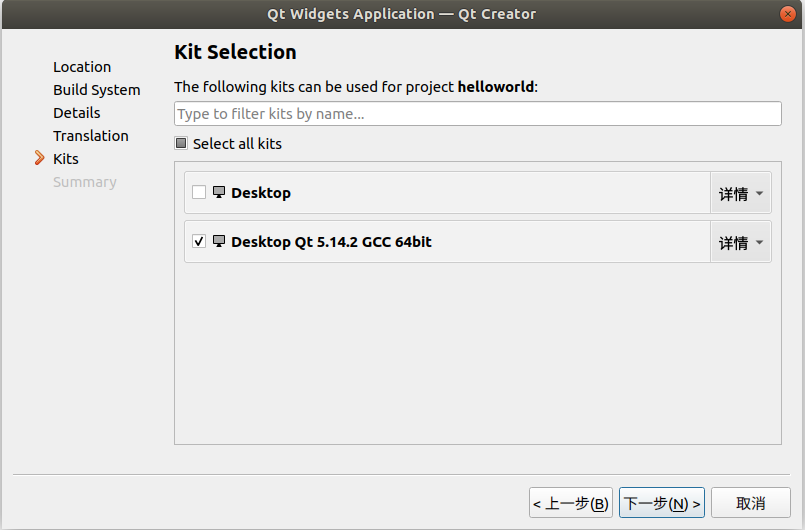 Qt Widgets Application — Qt Creator
Location
Build System
Details
Translation
Kits
Summary
Kit Selection
The following kits can be used for project helloworld:
Type to filter kits by name...
Select all kits
Desktop
详情
Desktop Qt 5.14.2 GCC 64bit
详情
< 上一步(B)
下一步(N) >
取消